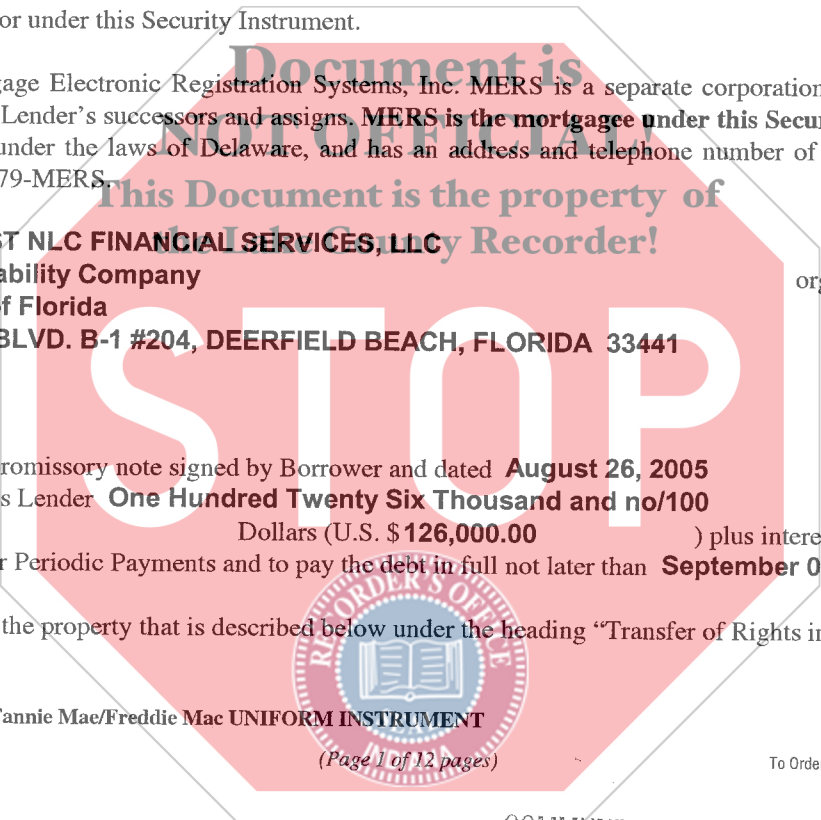 or under this Security Instrument.
Document is
gage Electronic Registration Systems, Inc. MERS is a separate corporation
Lender's successors and assigns. MERS is the mortgagee under this Secur
NOT OFFICIAL!
under the laws of Delaware, and has an address and telephone number of
79-MERS.
This Document is the property of
the Lake County Recorder!
ST NLC FINANCIAL SERVICES, LLC
ability Company
org
of Florida
BLVD. B-1 #204, DEERFIELD BEACH, FLORIDA 33441
STOP
romissory note signed by Borrower and dated August 26, 2005
s Lender One Hundred Twenty Six Thousand and no/100
Dollars (U.S. $ 126,000.00 ) plus intere
r Periodic Payments and to pay the debt in full not later than September 0
RECORDER'S OFFICE
the property that is described below under the heading “Transfer of Rights in
SEAL
INDIANA
Fannie Mae/Freddie Mac UNIFORM INSTRUMENT
(Page 1 of 12 pages)
To Orde